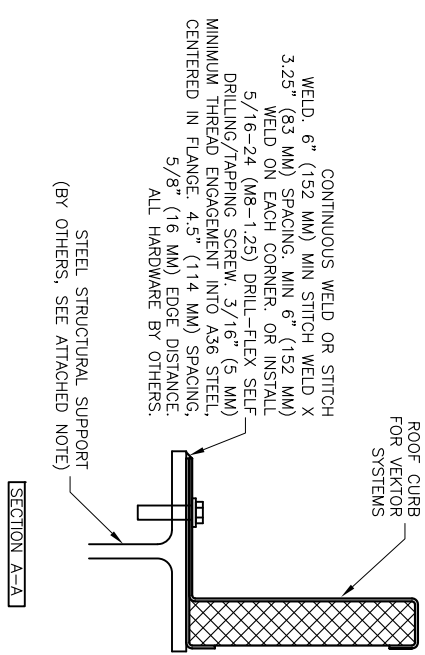 ROOF CURB
FOR VEKTOR
SYSTEMS
CONTINUOUS WELD OR STITCH
WELD. 6" (152 MM) MIN STITCH WELD X
3.25" (83 MM) SPACING. MIN 6" (152 MM)
WELD ON EACH CORNER. OR INSTALL
5/16-24 (M8-1.25) DRILL-FLEX SELF
DRILLING/TAPPING SCREW. 3/16" (5 MM)
MINIMUM THREAD ENGAGEMENT INTO A36 STEEL,
CENTERED IN FLANGE. 4.5" (114 MM) SPACING,
5/8" (16 MM) EDGE DISTANCE.
ALL HARDWARE BY OTHERS.
STEEL STRUCTURAL SUPPORT
(BY OTHERS, SEE ATTACHED NOTE)
SECTION A-A